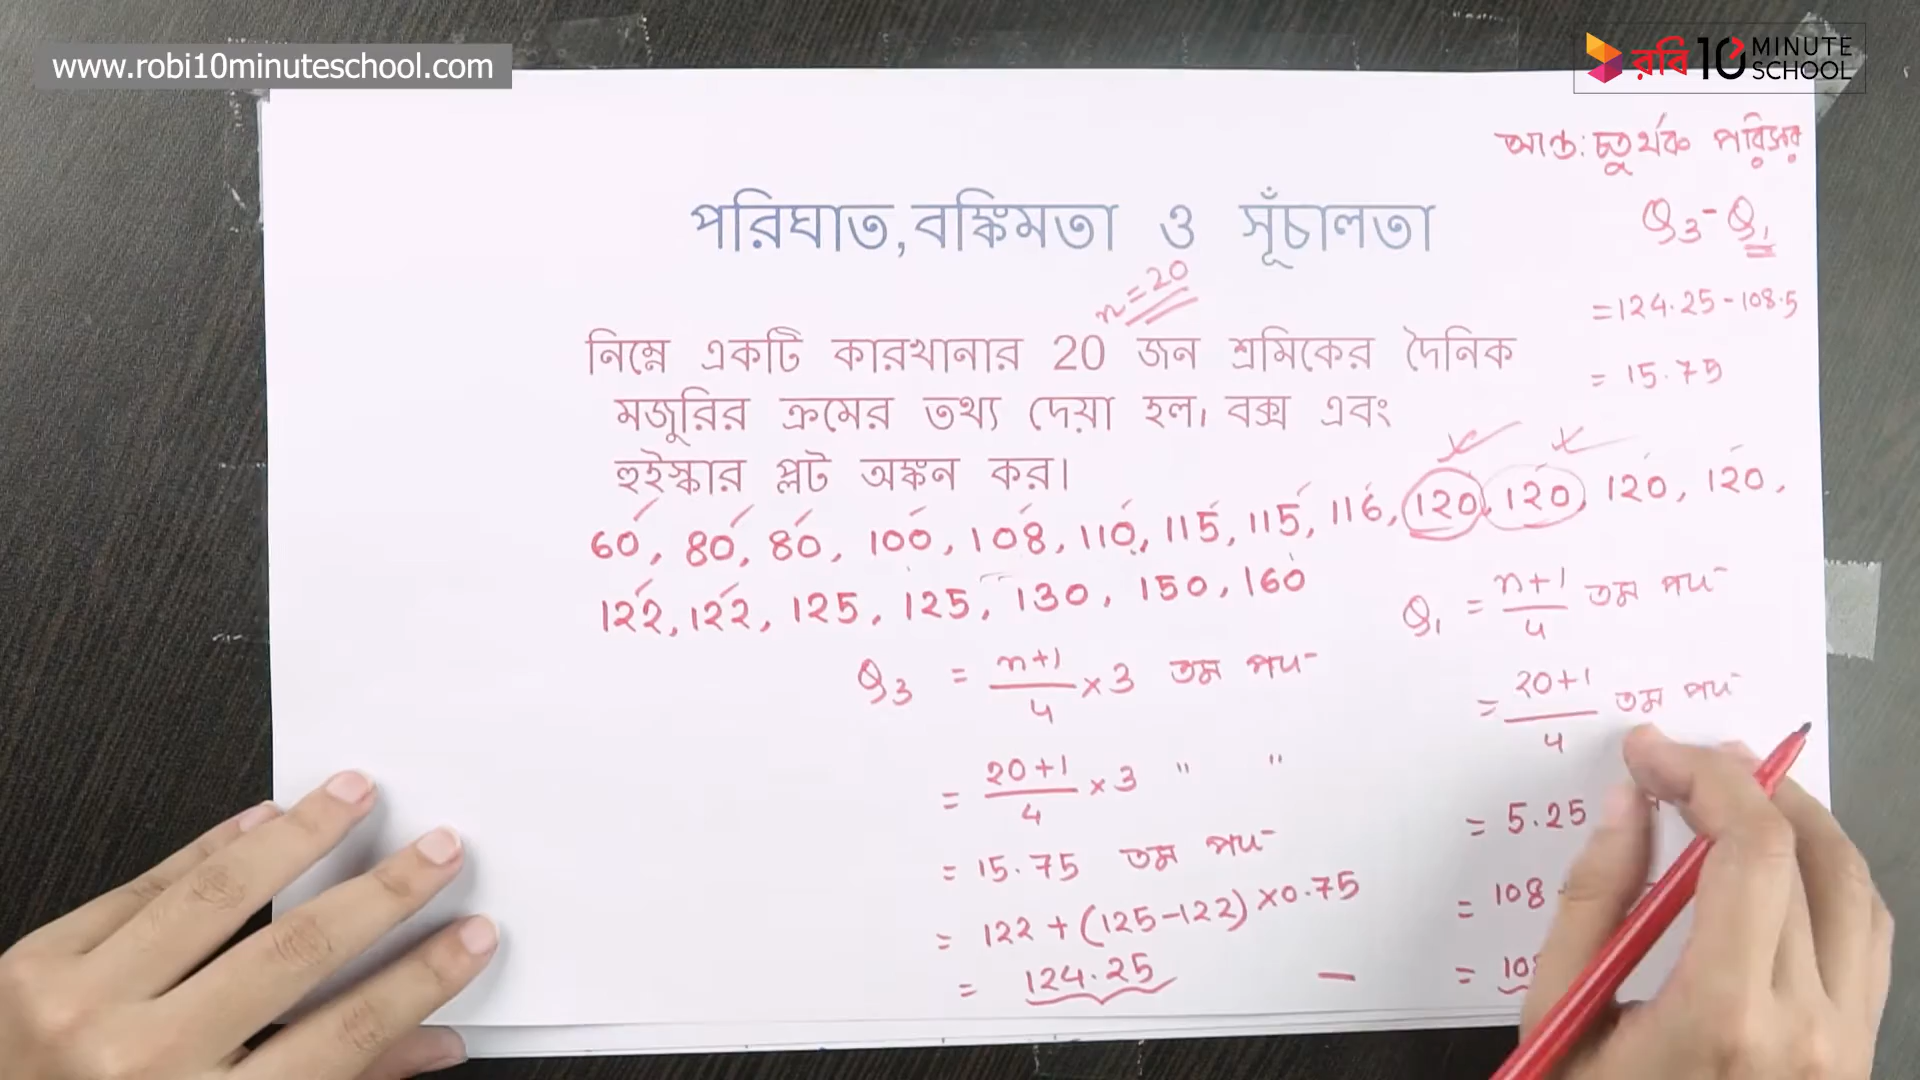 www.robi10minuteschool.com
রবি 10 MINUTE SCHOOL
আন্ত:চতুর্থক পরিসর
পরিঘাত,বঙ্কিমতা ও সূঁচালতা
Q₃-Q₁
n=20
=124.25-108.5
= 15.75
নিম্নে একটি কারখানার 20 জন শ্রমিকের দৈনিক
মজুরির ক্রমের তথ্য দেয়া হল। বক্স এবং
হুইস্কার প্লট অঙ্কন কর।
60, 80, 80, 100, 108, 110, 115, 115, 116, 120, 120, 120, 120,
122, 122, 125, 125, 130, 150, 160
Q₃ = n+1/4 ×3 তম পদ
= 20+1/4 ×3 " "
= 15.75 তম পদ
= 122 + (125-122) ×0.75
= 124.25 –
Q₁ = n+1/4 তম পদ
= 20+1/4 তম পদ
= 5.25
= 108
=